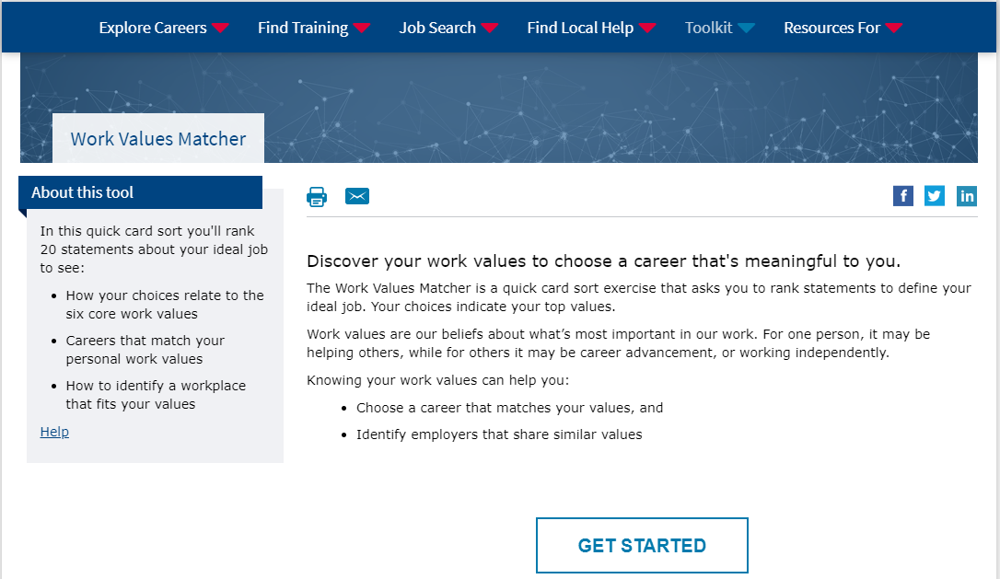 Explore Careers
Find Training
Job Search
Find Local Help
Toolkit
Resources For
Work Values Matcher
About this tool
In this quick card sort you'll rank
20 statements about your ideal job
to see:
• How your choices relate to the
six core work values
• Careers that match your
personal work values
• How to identify a workplace
that fits your values
Help
f
in
Discover your work values to choose a career that's meaningful to you.
The Work Values Matcher is a quick card sort exercise that asks you to rank statements to define your
ideal job. Your choices indicate your top values.
Work values are our beliefs about what’s most important in our work. For one person, it may be
helping others, while for others it may be career advancement, or working independently.
Knowing your work values can help you:
• Choose a career that matches your values, and
• Identify employers that share similar values
GET STARTED